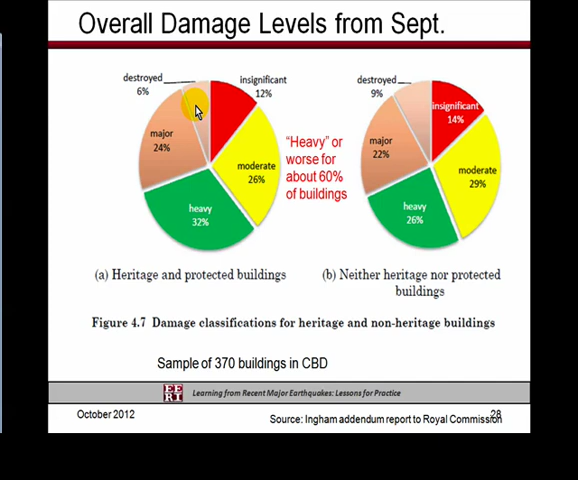 Overall Damage Levels from Sept.
destroyed
6%
insignificant
12%
major
24%
moderate
26%
heavy
32%
"Heavy" or
worse for
about 60%
of buildings
destroyed
9%
insignificant
14%
major
22%
moderate
29%
heavy
26%
(a) Heritage and protected buildings
(b) Neither heritage nor protected
buildings
Figure 4.7 Damage classifications for heritage and non-heritage buildings
Sample of 370 buildings in CBD
EE
RI
Learning from Recent Major Earthquakes: Lessons for Practice
October 2012
28
Source: Ingham addendum report to Royal Commission